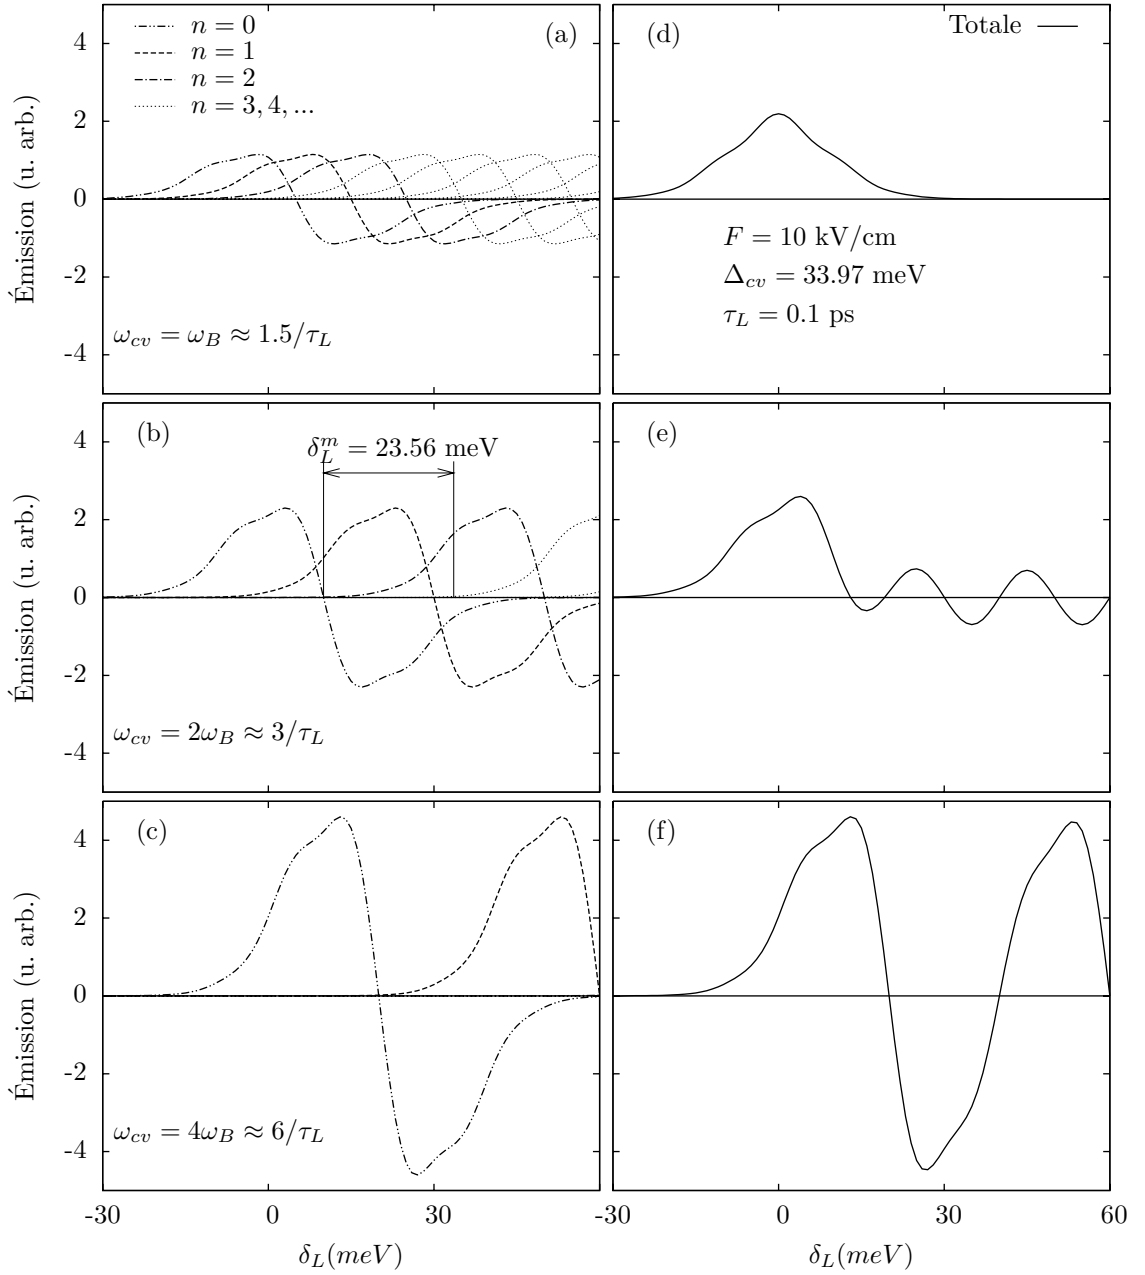 n = 0
n = 1
n = 2
n = 3, 4, ...
(a)
Émission (u. arb.)
4
2
0
-2
-4
ω_cv = ω_B ≈ 1.5/τ_L
(d)
Totale
F = 10 kV/cm
Δ_cv = 33.97 meV
τ_L = 0.1 ps
(b)
δ_L^m = 23.56 meV
Émission (u. arb.)
4
2
0
-2
-4
ω_cv = 2ω_B ≈ 3/τ_L
(e)
(c)
Émission (u. arb.)
4
2
0
-2
-4
ω_cv = 4ω_B ≈ 6/τ_L
(f)
-30 0 30 -30 0 30 60
δ_L(meV) δ_L(meV)